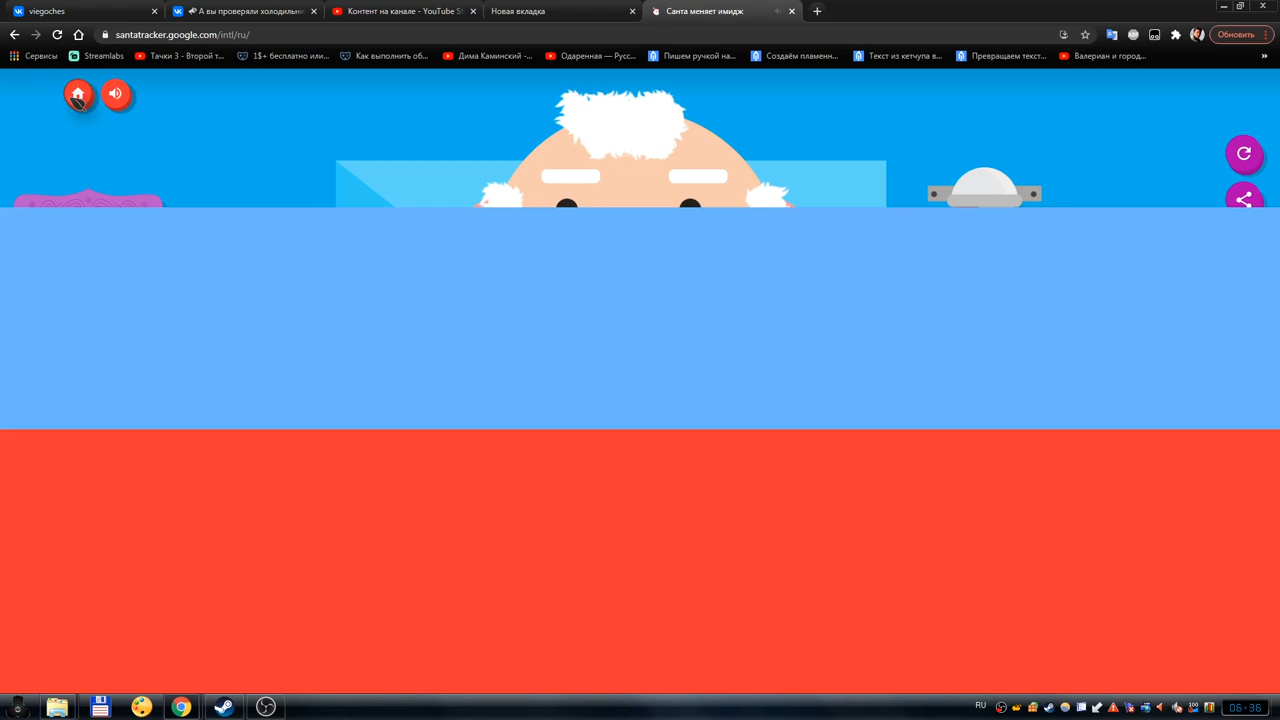 viegoches
А вы проверяли холодильни
Контент на канале - YouTube St
Новая вкладка
Санта меняет имидж
santatracker.google.com/intl/ru/
Обновить
Сервисы
Streamlabs
Тачки 3 - Второй т...
1$+ бесплатно или...
Как выполнить об...
Дима Каминский -...
Одаренная — Русс...
Пишем ручкой на...
Создаём пламенн...
Текст из кетчупа в...
Превращаем текст...
Валериан и город...
RU
100
06:36